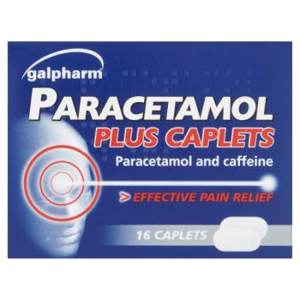 galpharm
PARACETAMOL
PLUS CAPLETS
Paracetamol and caffeine
> EFFECTIVE PAIN RELIEF
16 CAPLETS